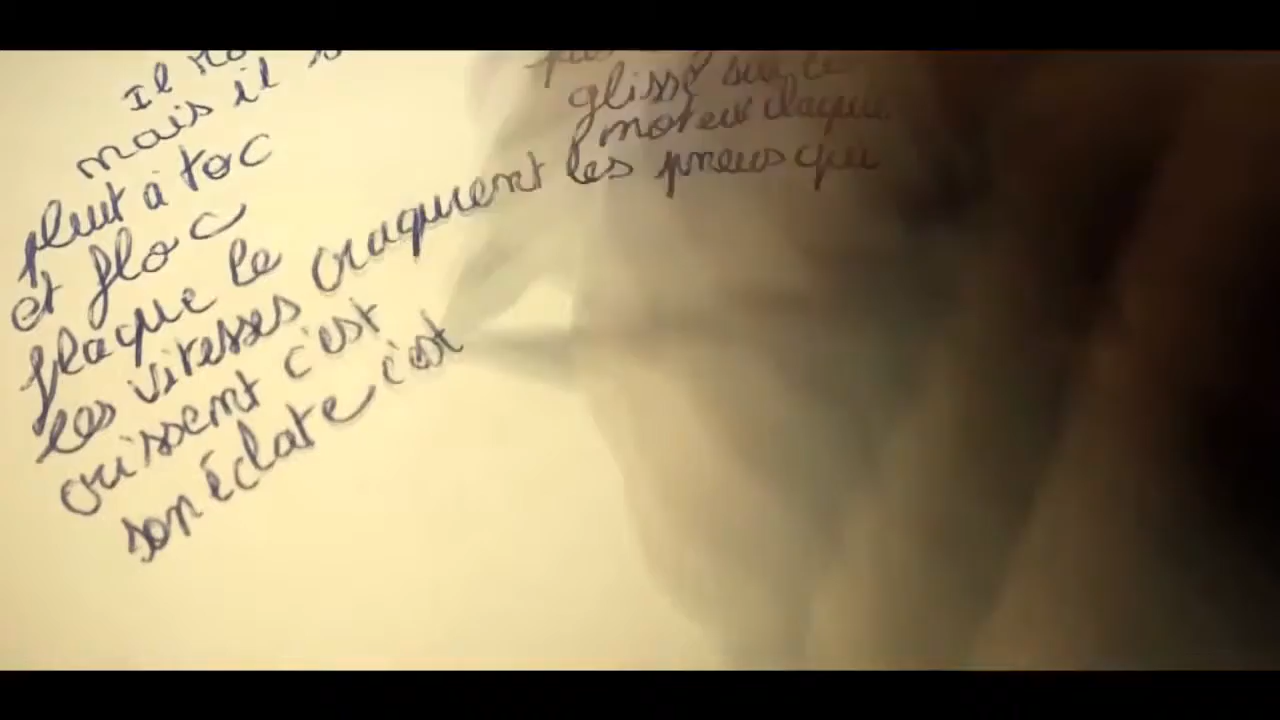 Il
mais il
pleut à toc
et floc
flaque le
glisse sur le
moteur claque
les vitesses craquent les pneus qui
crissent c'est
son éclate c'est